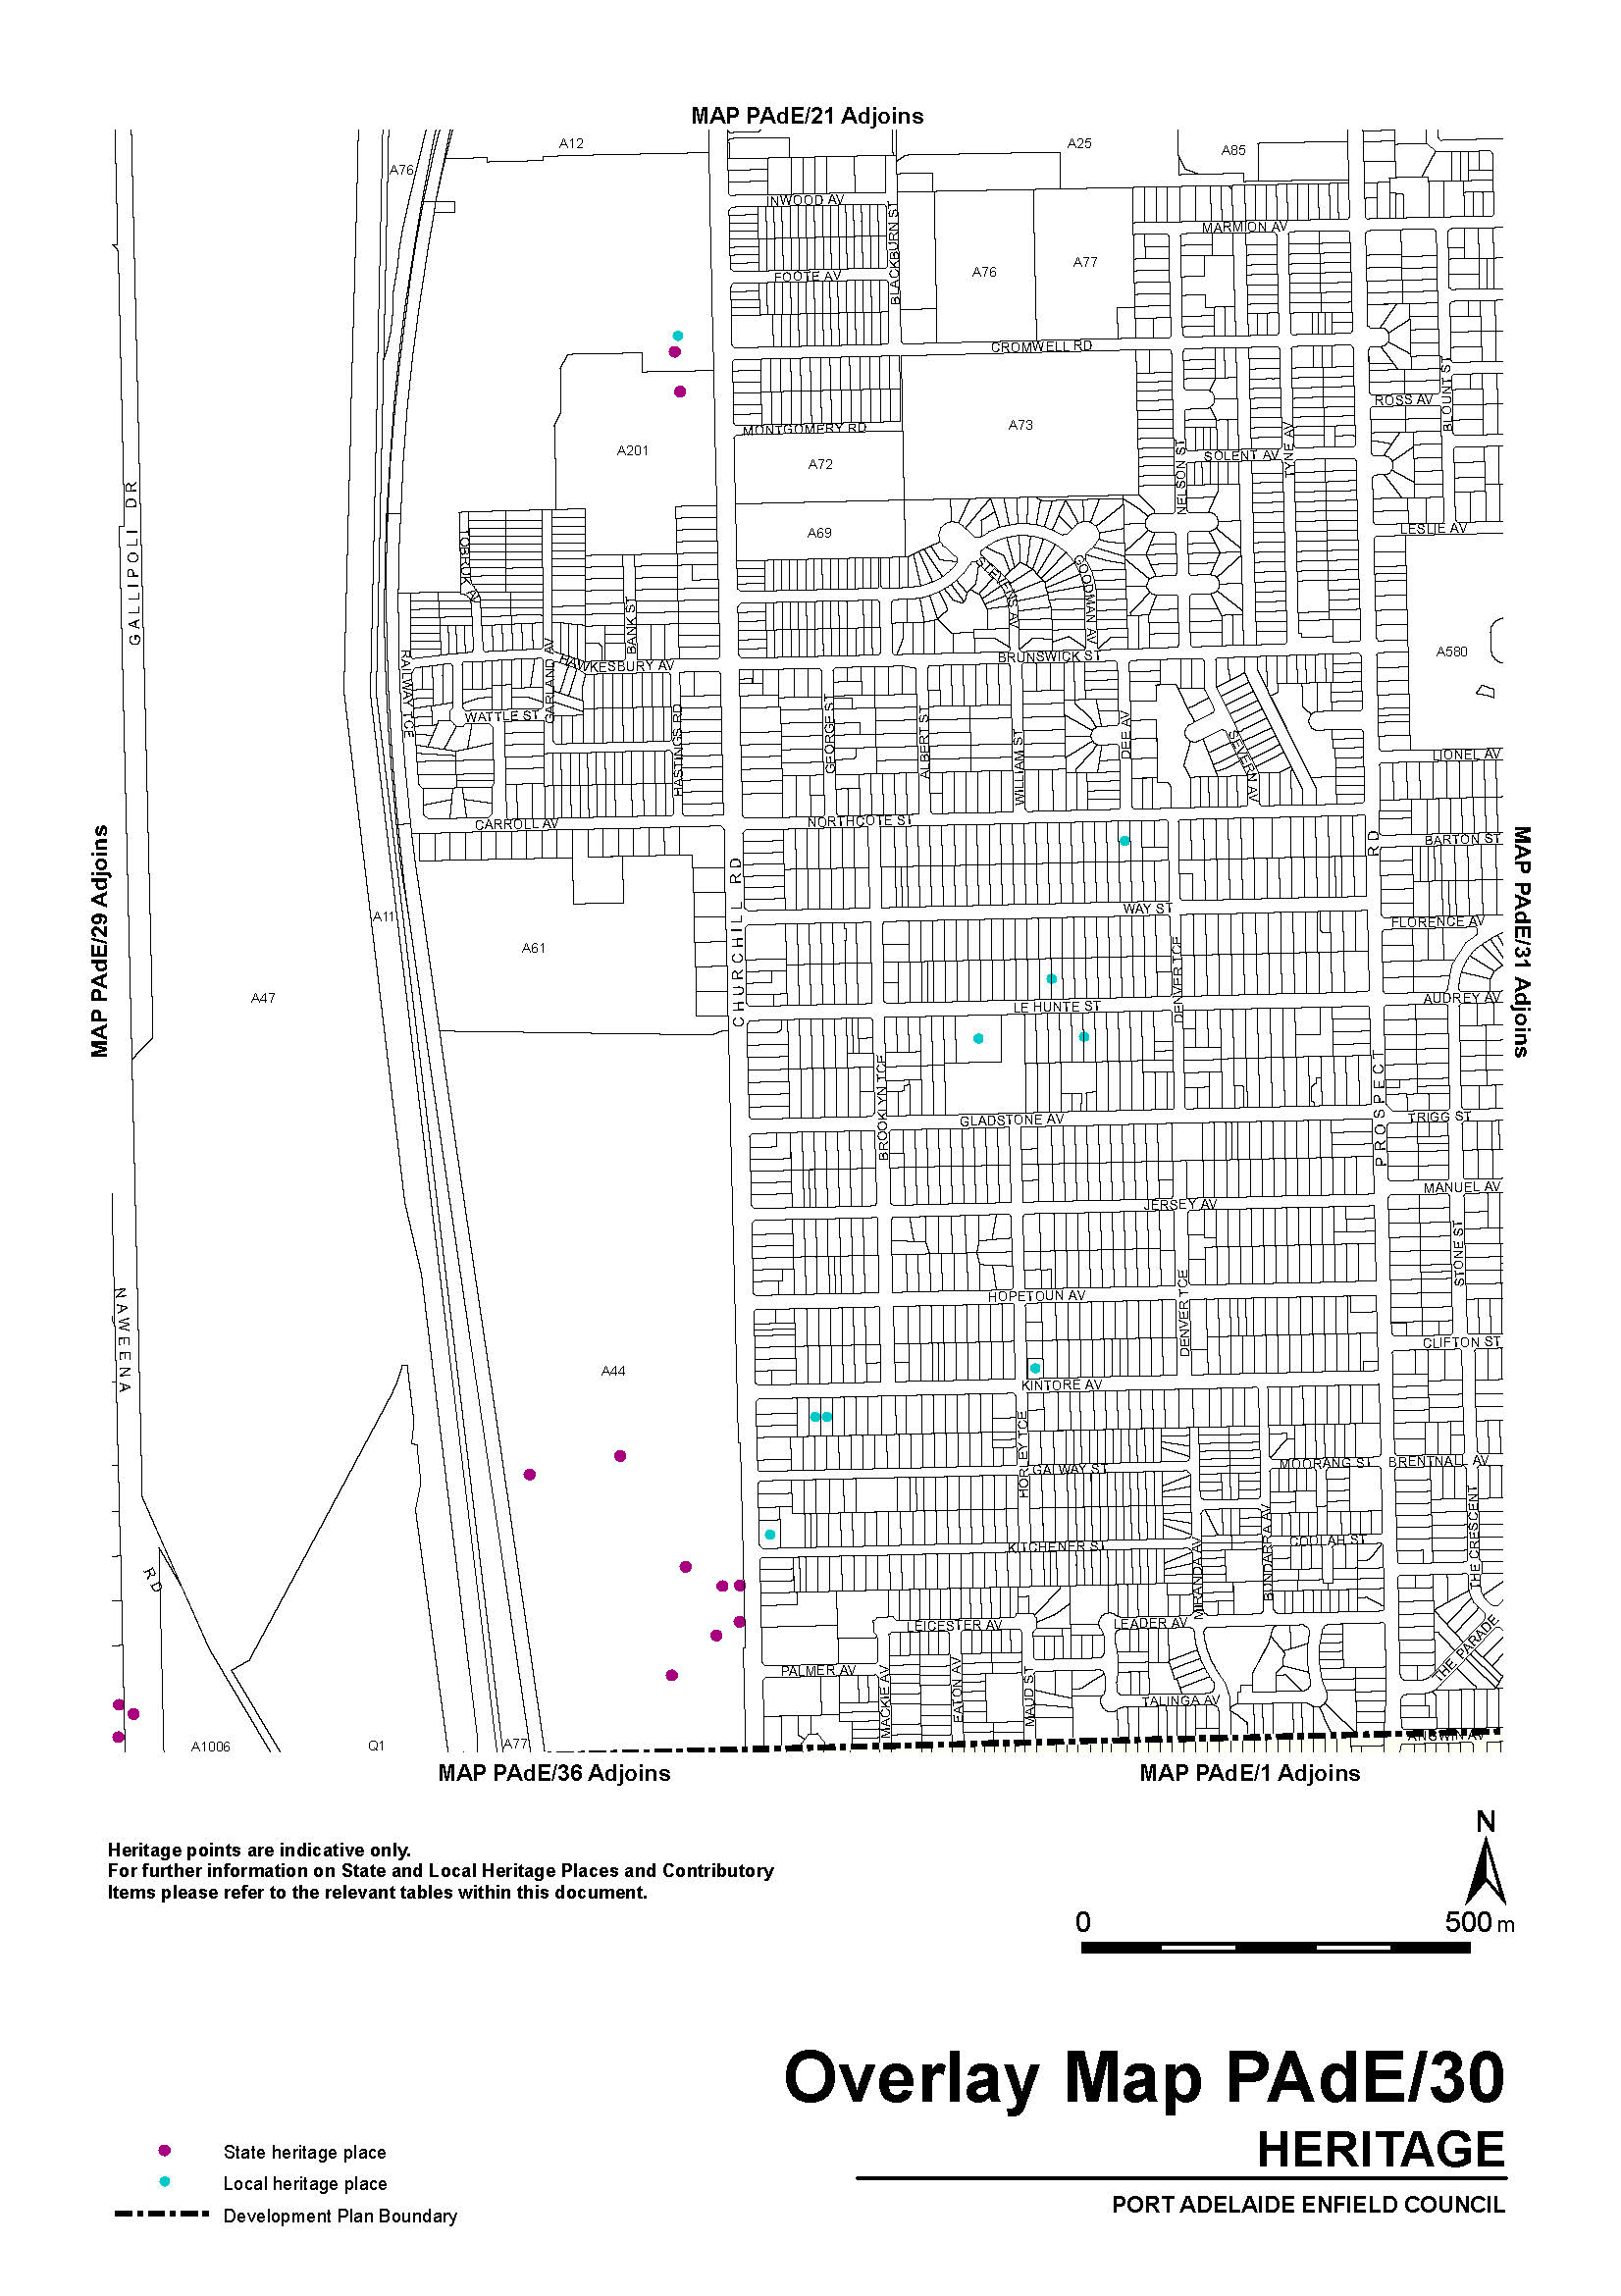 MAP PAdE/21 Adjoins
A12
A25
A85
A76
INWOOD AV
BLACKBURN ST
MARMION AV
FOOTE AV
A76
A77
CROMWELL RD
BLOUNT ST
ROSS AV
MONTGOMERY RD
A73
A201
A72
NELSON ST
SOLENT AV
TYNE AV
GALLIPOLI DR
A69
LESLIE AV
TOBRUK AV
STEVENS AV
GOODMAN AV
BANK ST
BRUNSWICK ST
A580
RAILWAY TCE
GARLAND AV
HAWKESBURY AV
WATTLE ST
HASTINGS RD
GEORGE ST
ALBERT ST
WILLIAM ST
DEE AV
SEVERN AV
LIONEL AV
CARROLL AV
NORTHCOTE ST
BARTON ST
MAP PAdE/29 Adjoins
MAP PAdE/31 Adjoins
CHURCHILL RD
PROSPECT RD
A11
WAY ST
FLORENCE AV
A61
DENVER TCE
A47
LE HUNTE ST
AUDREY AV
BROOKLYN TCE
GLADSTONE AV
TRIGG ST
MANUEL AV
JERSEY AV
STONE ST
NAWEENA RD
HOPETOUN AV
DENVER TCE
CLIFTON ST
A44
KINTORE AV
HORLEY TCE
GALWAY ST
MOORANG ST
BRENTNALL AV
THE CRESCENT
KITCHENER ST
MIRANDA AV
BUNDARRA AV
COOLAH ST
LEICESTER AV
LEADER AV
THE PARADE
PALMER AV
MACKIE AV
EATON AV
MAUD ST
TALINGA AV
ANGWIN AV
A1006
Q1
A77
MAP PAdE/36 Adjoins
MAP PAdE/1 Adjoins
Heritage points are indicative only.
For further information on State and Local Heritage Places and Contributory
Items please refer to the relevant tables within this document.
N
0
500 m
Overlay Map PAdE/30
HERITAGE
PORT ADELAIDE ENFIELD COUNCIL
State heritage place
Local heritage place
Development Plan Boundary